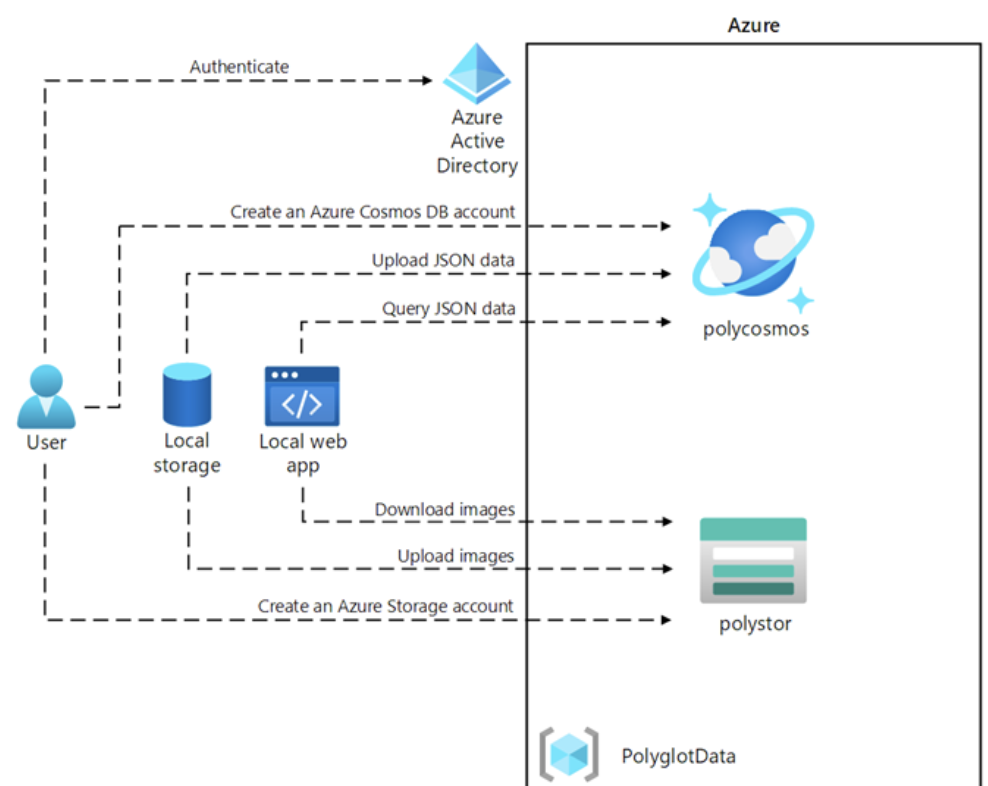 Azure
Authenticate
Azure
Active
Directory
Create an Azure Cosmos DB account
Upload JSON data
Query JSON data
polycosmos
User
Local
storage
Local web
app
Download images
Upload images
Create an Azure Storage account
polystor
PolyglotData